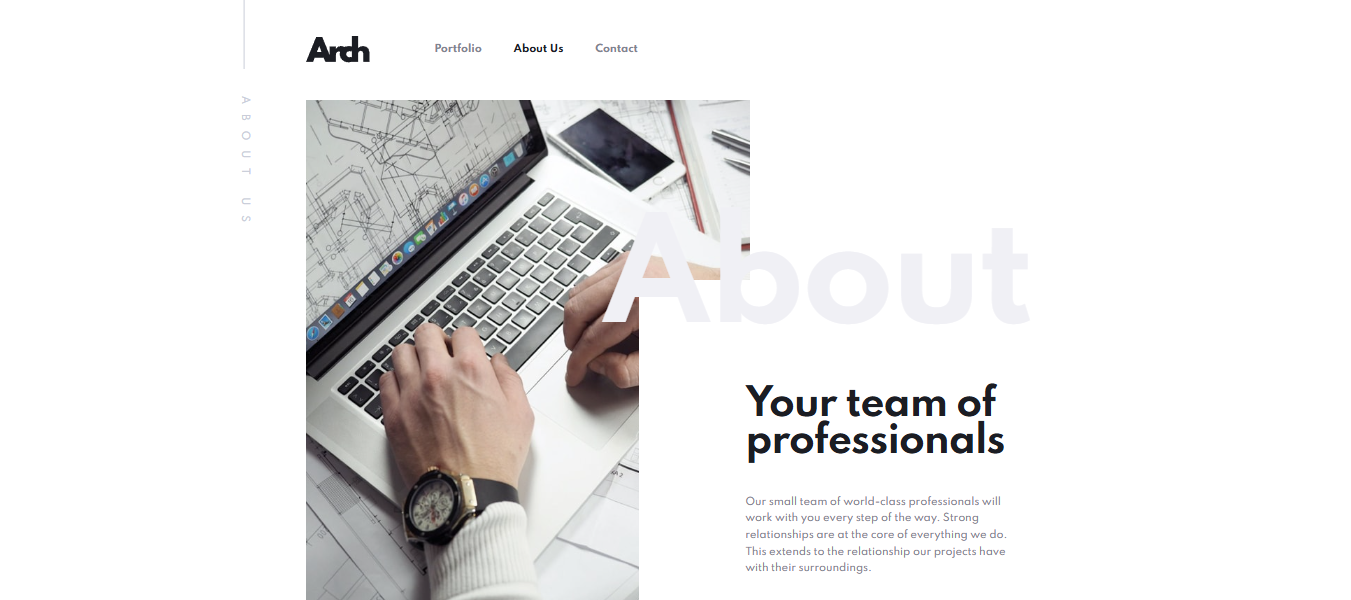 Arch
Portfolio
About Us
Contact
ABOUT US
About
Your team of
professionals
Our small team of world-class professionals will
work with you every step of the way. Strong
relationships are at the core of everything we do.
This extends to the relationship our projects have
with their surroundings.